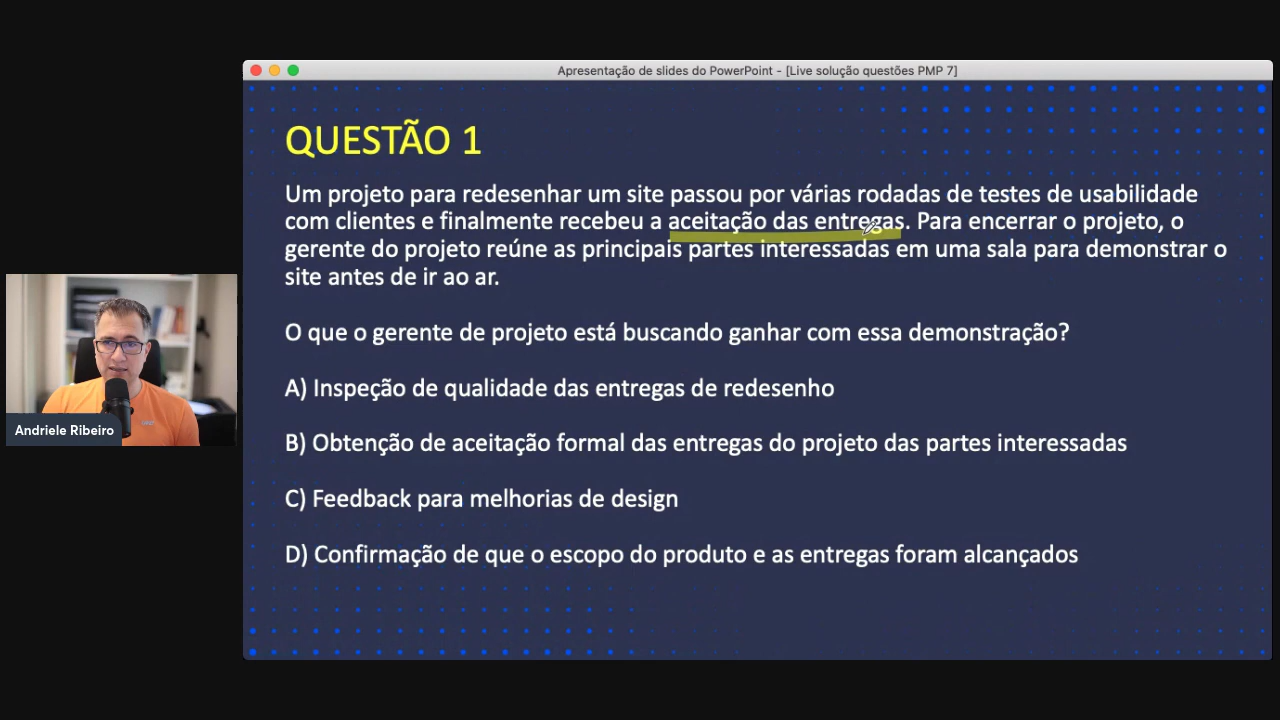 Apresentação de slides do PowerPoint - [Live solução questões PMP 7]
QUESTÃO 1
Um projeto para redesenhar um site passou por várias rodadas de testes de usabilidade
com clientes e finalmente recebeu a aceitação das entregas. Para encerrar o projeto, o
gerente do projeto reúne as principais partes interessadas em uma sala para demonstrar o
site antes de ir ao ar.
O que o gerente de projeto está buscando ganhar com essa demonstração?
A) Inspeção de qualidade das entregas de redesenho
B) Obtenção de aceitação formal das entregas do projeto das partes interessadas
C) Feedback para melhorias de design
D) Confirmação de que o escopo do produto e as entregas foram alcançados
Andriele Ribeiro